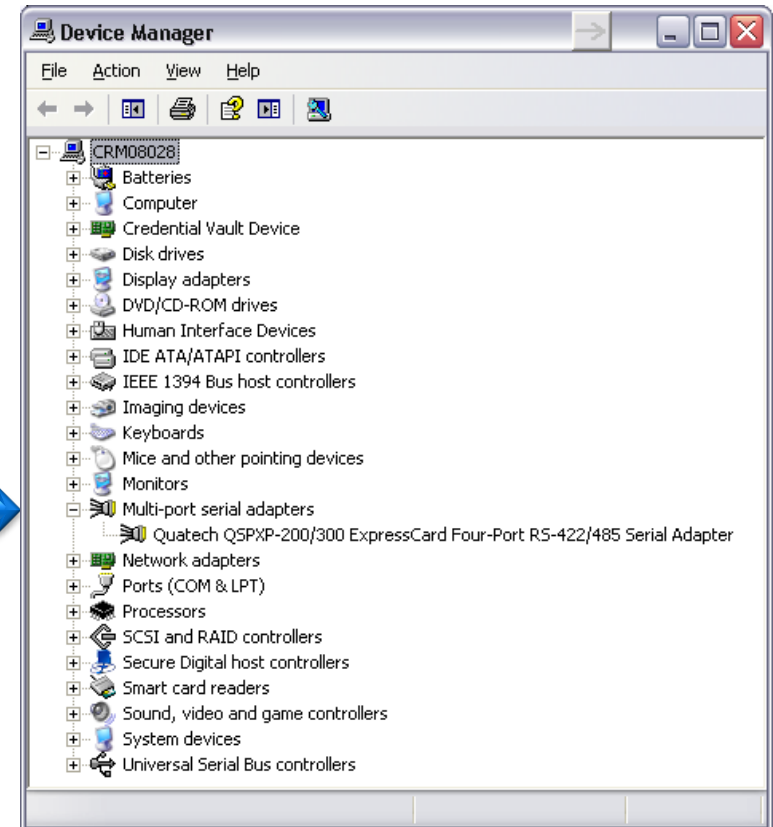 Device Manager
File Action View Help
CRM08028
Batteries
Computer
Credential Vault Device
Disk drives
Display adapters
DVD/CD-ROM drives
Human Interface Devices
IDE ATA/ATAPI controllers
IEEE 1394 Bus host controllers
Imaging devices
Keyboards
Mice and other pointing devices
Monitors
Multi-port serial adapters
Quatech QSPXP-200/300 ExpressCard Four-Port RS-422/485 Serial Adapter
Network adapters
Ports (COM & LPT)
Processors
SCSI and RAID controllers
Secure Digital host controllers
Smart card readers
Sound, video and game controllers
System devices
Universal Serial Bus controllers